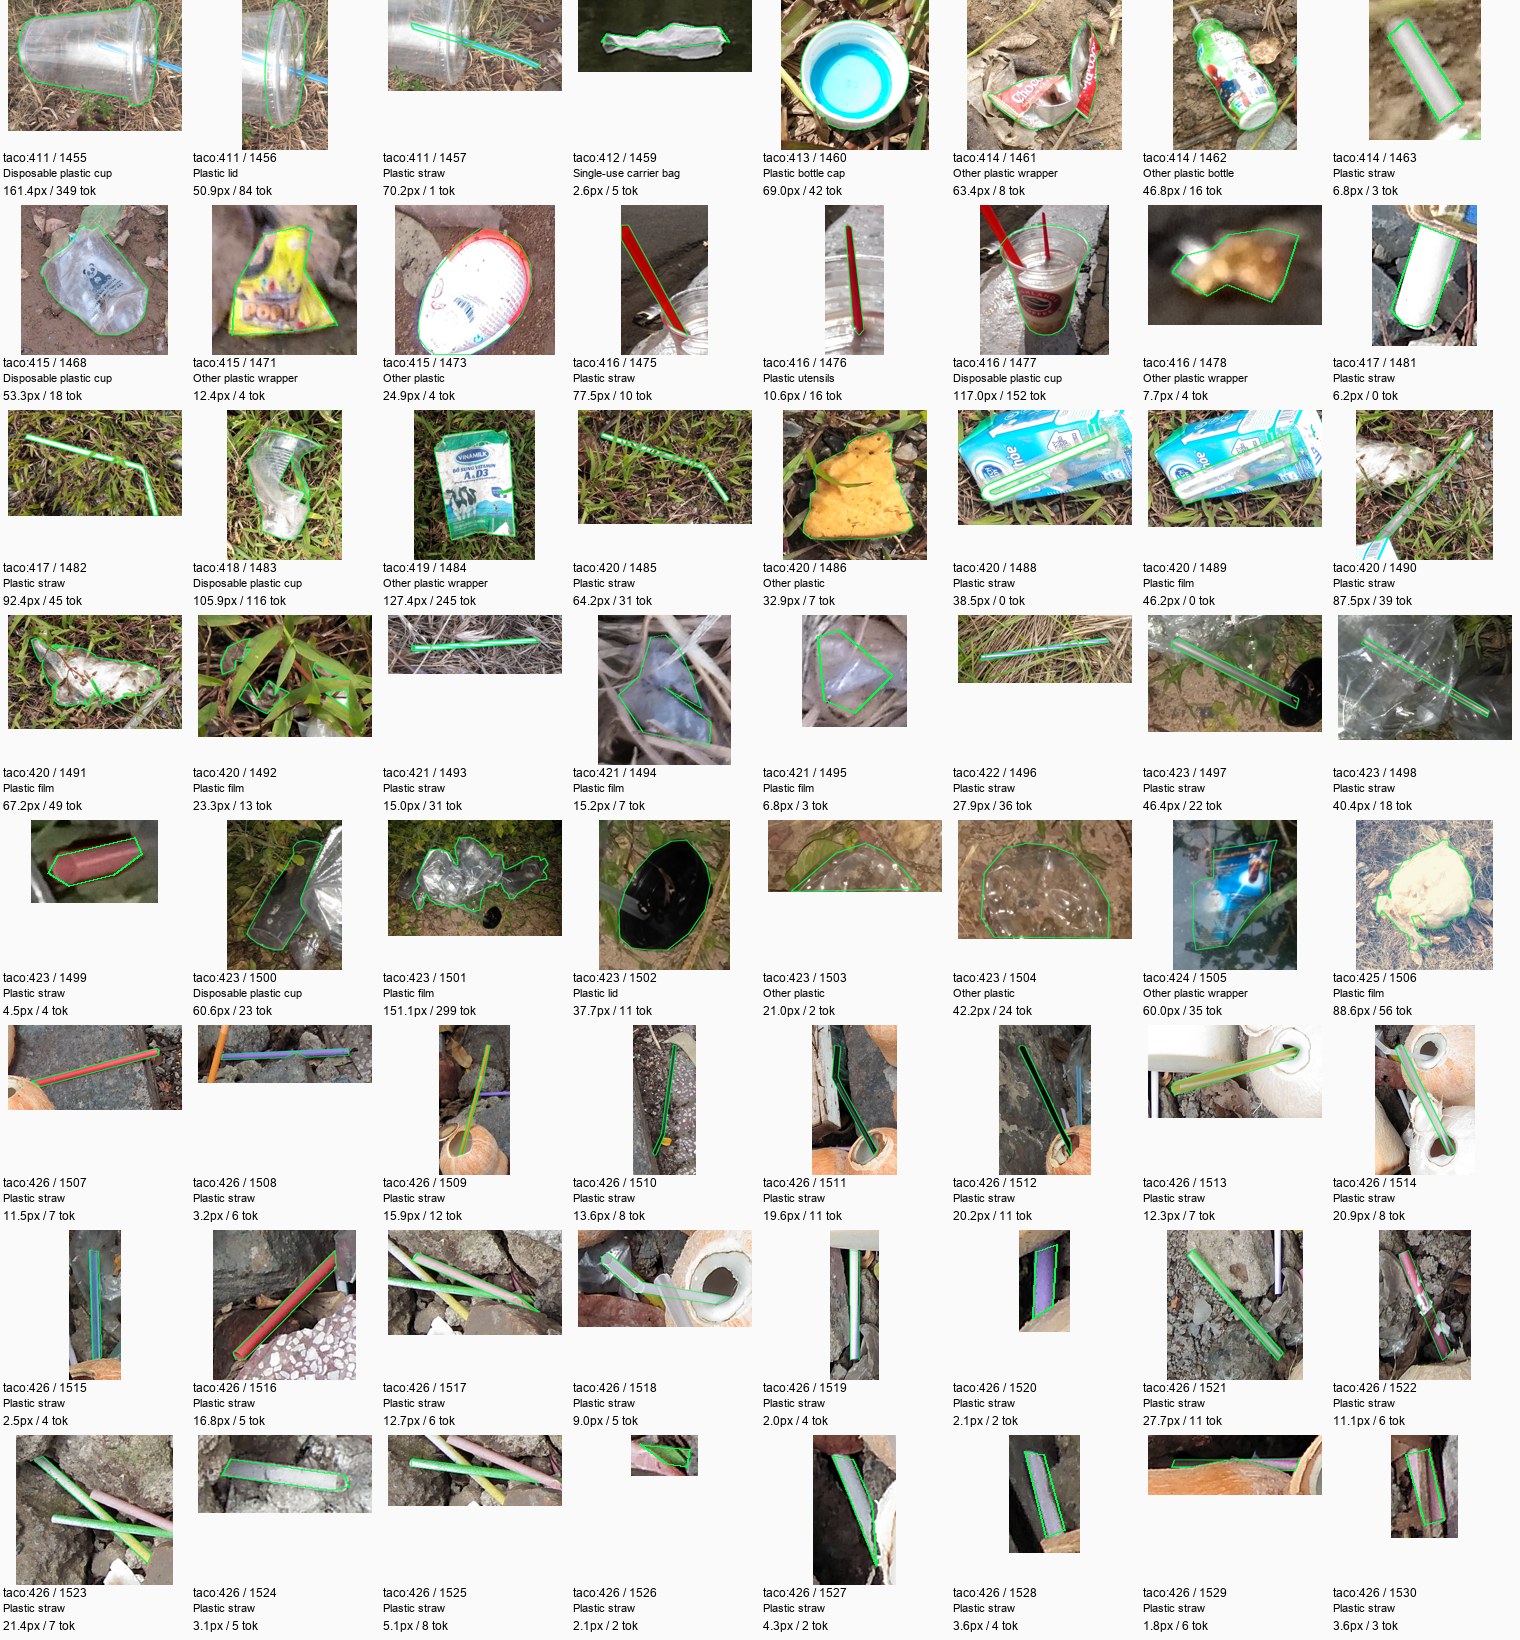 taco:411 / 1455
Disposable plastic cup
161.4px / 349 tok
taco:411 / 1456
Plastic lid
50.9px / 84 tok
taco:411 / 1457
Plastic straw
70.2px / 1 tok
taco:412 / 1459
Single-use carrier bag
2.6px / 5 tok
taco:413 / 1460
Plastic bottle cap
69.0px / 42 tok
taco:414 / 1461
Other plastic wrapper
63.4px / 8 tok
taco:414 / 1462
Other plastic bottle
46.8px / 16 tok
taco:414 / 1463
Plastic straw
6.8px / 3 tok
taco:415 / 1468
Disposable plastic cup
53.3px / 18 tok
taco:415 / 1471
Other plastic wrapper
12.4px / 4 tok
taco:415 / 1473
Other plastic
24.9px / 4 tok
taco:416 / 1475
Plastic straw
77.5px / 10 tok
taco:416 / 1476
Plastic utensils
10.6px / 16 tok
taco:416 / 1477
Disposable plastic cup
117.0px / 152 tok
taco:416 / 1478
Other plastic wrapper
7.7px / 4 tok
taco:417 / 1481
Plastic straw
6.2px / 0 tok
VINAMILK
A&D3
taco:417 / 1482
Plastic straw
92.4px / 45 tok
taco:418 / 1483
Disposable plastic cup
105.9px / 116 tok
taco:419 / 1484
Other plastic wrapper
127.4px / 245 tok
taco:420 / 1485
Plastic straw
64.2px / 31 tok
taco:420 / 1486
Other plastic
32.9px / 7 tok
taco:420 / 1488
Plastic straw
38.5px / 0 tok
taco:420 / 1489
Plastic film
46.2px / 0 tok
taco:420 / 1490
Plastic straw
87.5px / 39 tok
taco:420 / 1491
Plastic film
67.2px / 49 tok
taco:420 / 1492
Plastic film
23.3px / 13 tok
taco:421 / 1493
Plastic straw
15.0px / 31 tok
taco:421 / 1494
Plastic film
15.2px / 7 tok
taco:421 / 1495
Plastic film
6.8px / 3 tok
taco:422 / 1496
Plastic straw
27.9px / 36 tok
taco:423 / 1497
Plastic straw
46.4px / 22 tok
taco:423 / 1498
Plastic straw
40.4px / 18 tok
taco:423 / 1499
Plastic straw
4.5px / 4 tok
taco:423 / 1500
Disposable plastic cup
60.6px / 23 tok
taco:423 / 1501
Plastic film
151.1px / 299 tok
taco:423 / 1502
Plastic lid
37.7px / 11 tok
taco:423 / 1503
Other plastic
21.0px / 2 tok
taco:423 / 1504
Other plastic
42.2px / 24 tok
taco:424 / 1505
Other plastic wrapper
60.0px / 35 tok
taco:425 / 1506
Plastic film
88.6px / 56 tok
taco:426 / 1507
Plastic straw
11.5px / 7 tok
taco:426 / 1508
Plastic straw
3.2px / 6 tok
taco:426 / 1509
Plastic straw
15.9px / 12 tok
taco:426 / 1510
Plastic straw
13.6px / 8 tok
taco:426 / 1511
Plastic straw
19.6px / 11 tok
taco:426 / 1512
Plastic straw
20.2px / 11 tok
taco:426 / 1513
Plastic straw
12.3px / 7 tok
taco:426 / 1514
Plastic straw
20.9px / 8 tok
taco:426 / 1515
Plastic straw
2.5px / 4 tok
taco:426 / 1516
Plastic straw
16.8px / 5 tok
taco:426 / 1517
Plastic straw
12.7px / 6 tok
taco:426 / 1518
Plastic straw
9.0px / 5 tok
taco:426 / 1519
Plastic straw
2.0px / 4 tok
taco:426 / 1520
Plastic straw
2.1px / 2 tok
taco:426 / 1521
Plastic straw
27.7px / 11 tok
taco:426 / 1522
Plastic straw
11.1px / 6 tok
taco:426 / 1523
Plastic straw
21.4px / 7 tok
taco:426 / 1524
Plastic straw
3.1px / 5 tok
taco:426 / 1525
Plastic straw
5.1px / 8 tok
taco:426 / 1526
Plastic straw
2.1px / 2 tok
taco:426 / 1527
Plastic straw
4.3px / 2 tok
taco:426 / 1528
Plastic straw
3.6px / 4 tok
taco:426 / 1529
Plastic straw
1.8px / 6 tok
taco:426 / 1530
Plastic straw
3.6px / 3 tok